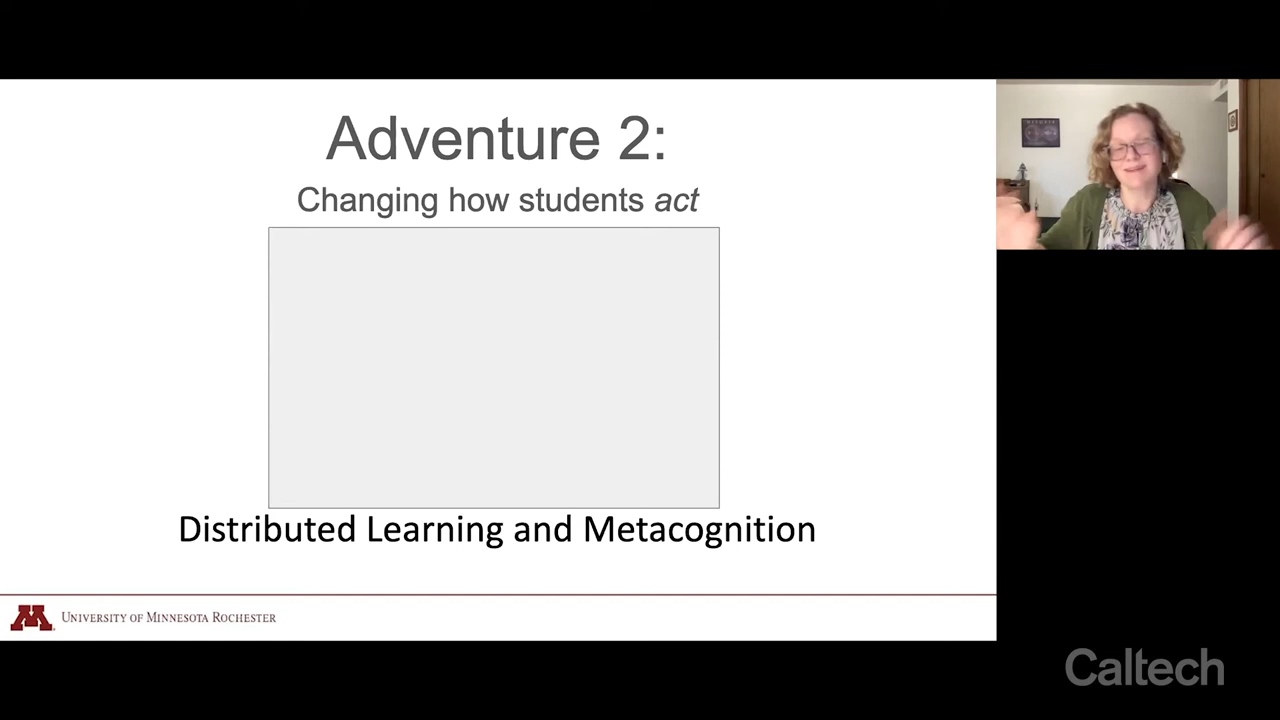 Adventure 2:
Changing how students act
Distributed Learning and Metacognition
M
UNIVERSITY OF MINNESOTA ROCHESTER
Caltech